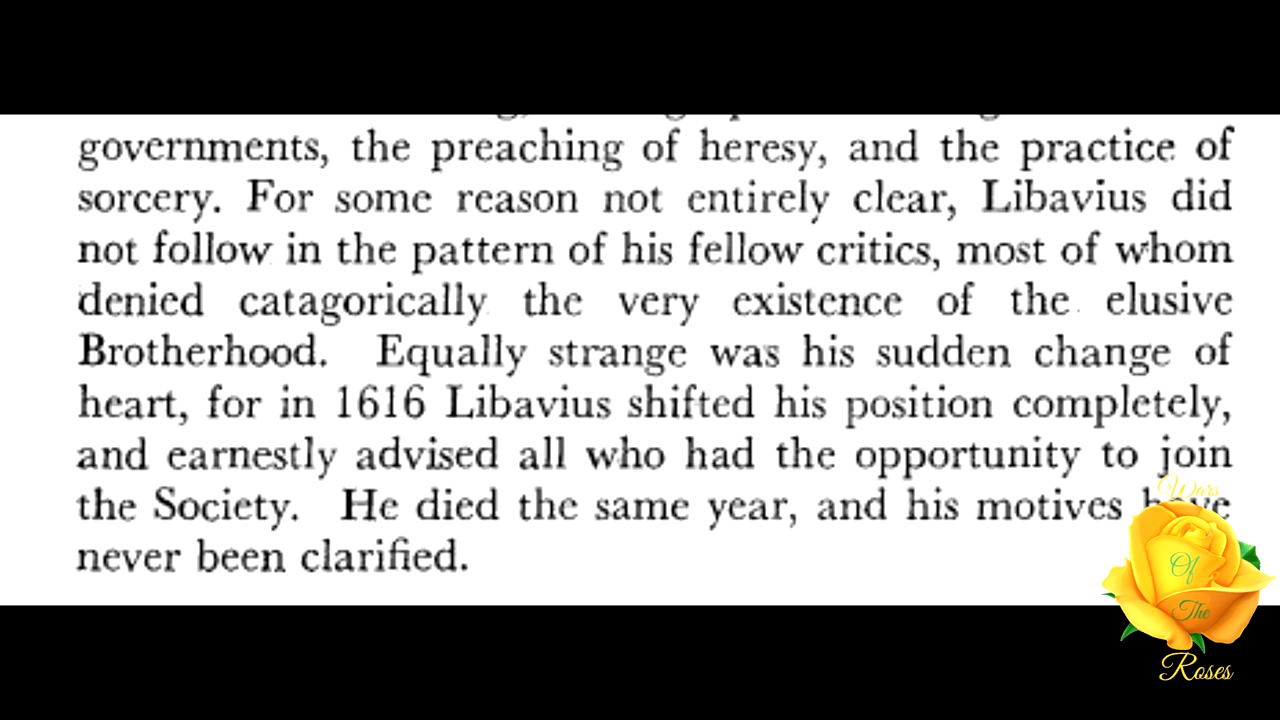 governments, the preaching of heresy, and the practice of
sorcery. For some reason not entirely clear, Libavius did
not follow in the pattern of his fellow critics, most of whom
denied catagorically the very existence of the elusive
Brotherhood. Equally strange was his sudden change of
heart, for in 1616 Libavius shifted his position completely,
and earnestly advised all who had the opportunity to join
the Society. He died the same year, and his motives have
never been clarified.
Wars
Of
The
Roses